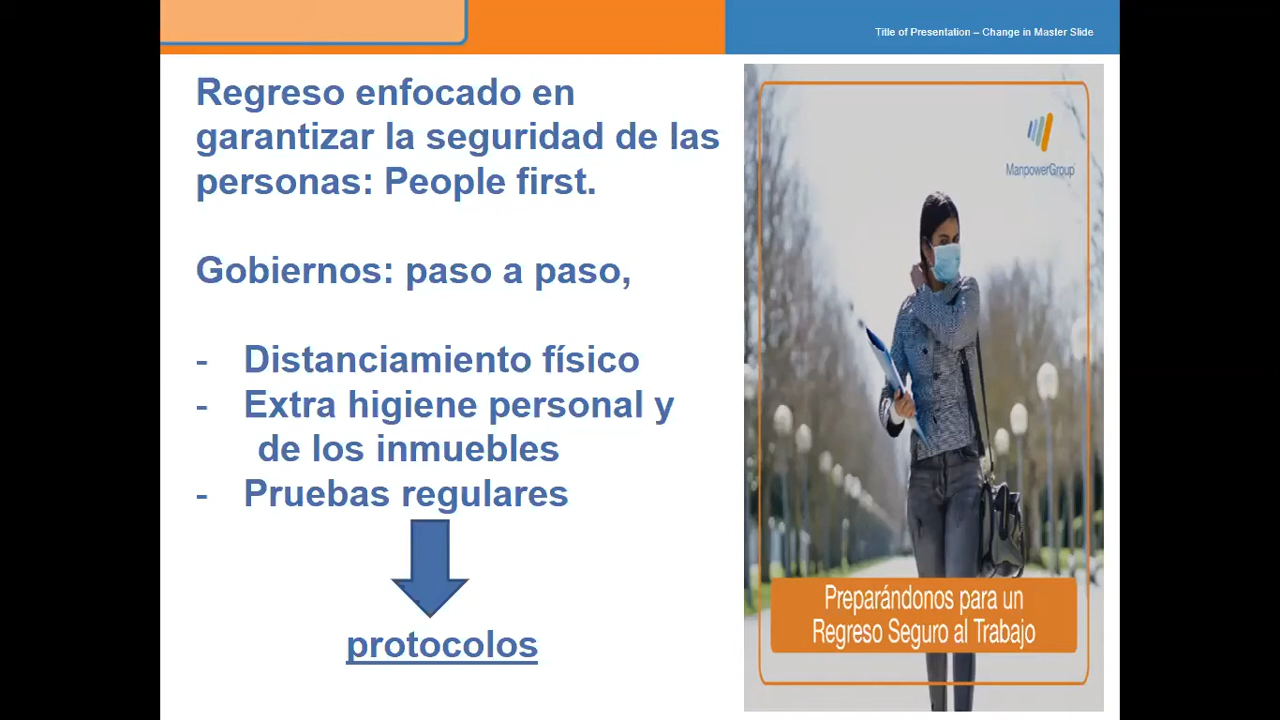 Title of Presentation – Change in Master Slide
Regreso enfocado en
garantizar la seguridad de las
personas: People first.
Gobiernos: paso a paso,
- Distanciamiento físico
- Extra higiene personal y
de los inmuebles
- Pruebas regulares
protocolos
ManpowerGroup
Preparándonos para un
Regreso Seguro al Trabajo